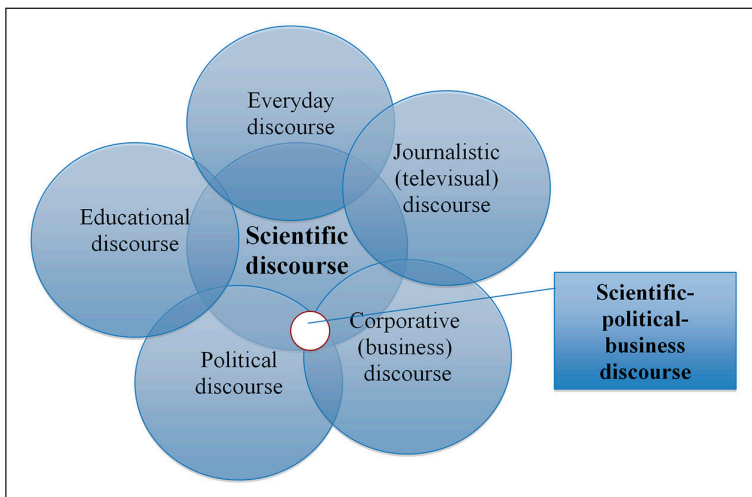 Everyday
discourse
Journalistic
(televisual)
discourse
Educational
discourse
Scientific
discourse
Scientific-
political-
business
discourse
Corporative
(business)
discourse
Political
discourse